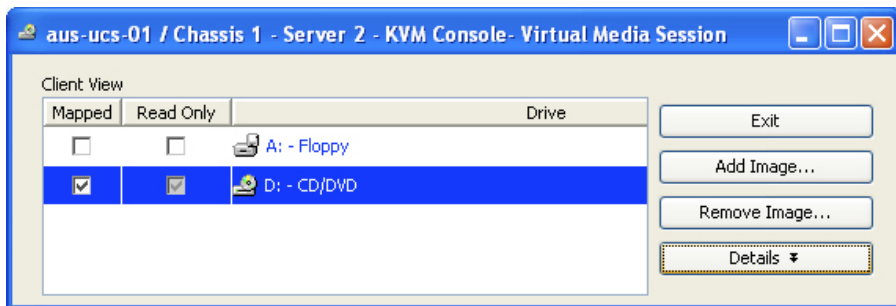 aus-ucs-01 / Chassis 1 - Server 2 - KVM Console- Virtual Media Session
Client View
Mapped Read Only Drive
A: - Floppy
D: - CD/DVD
Exit
Add Image...
Remove Image...
Details